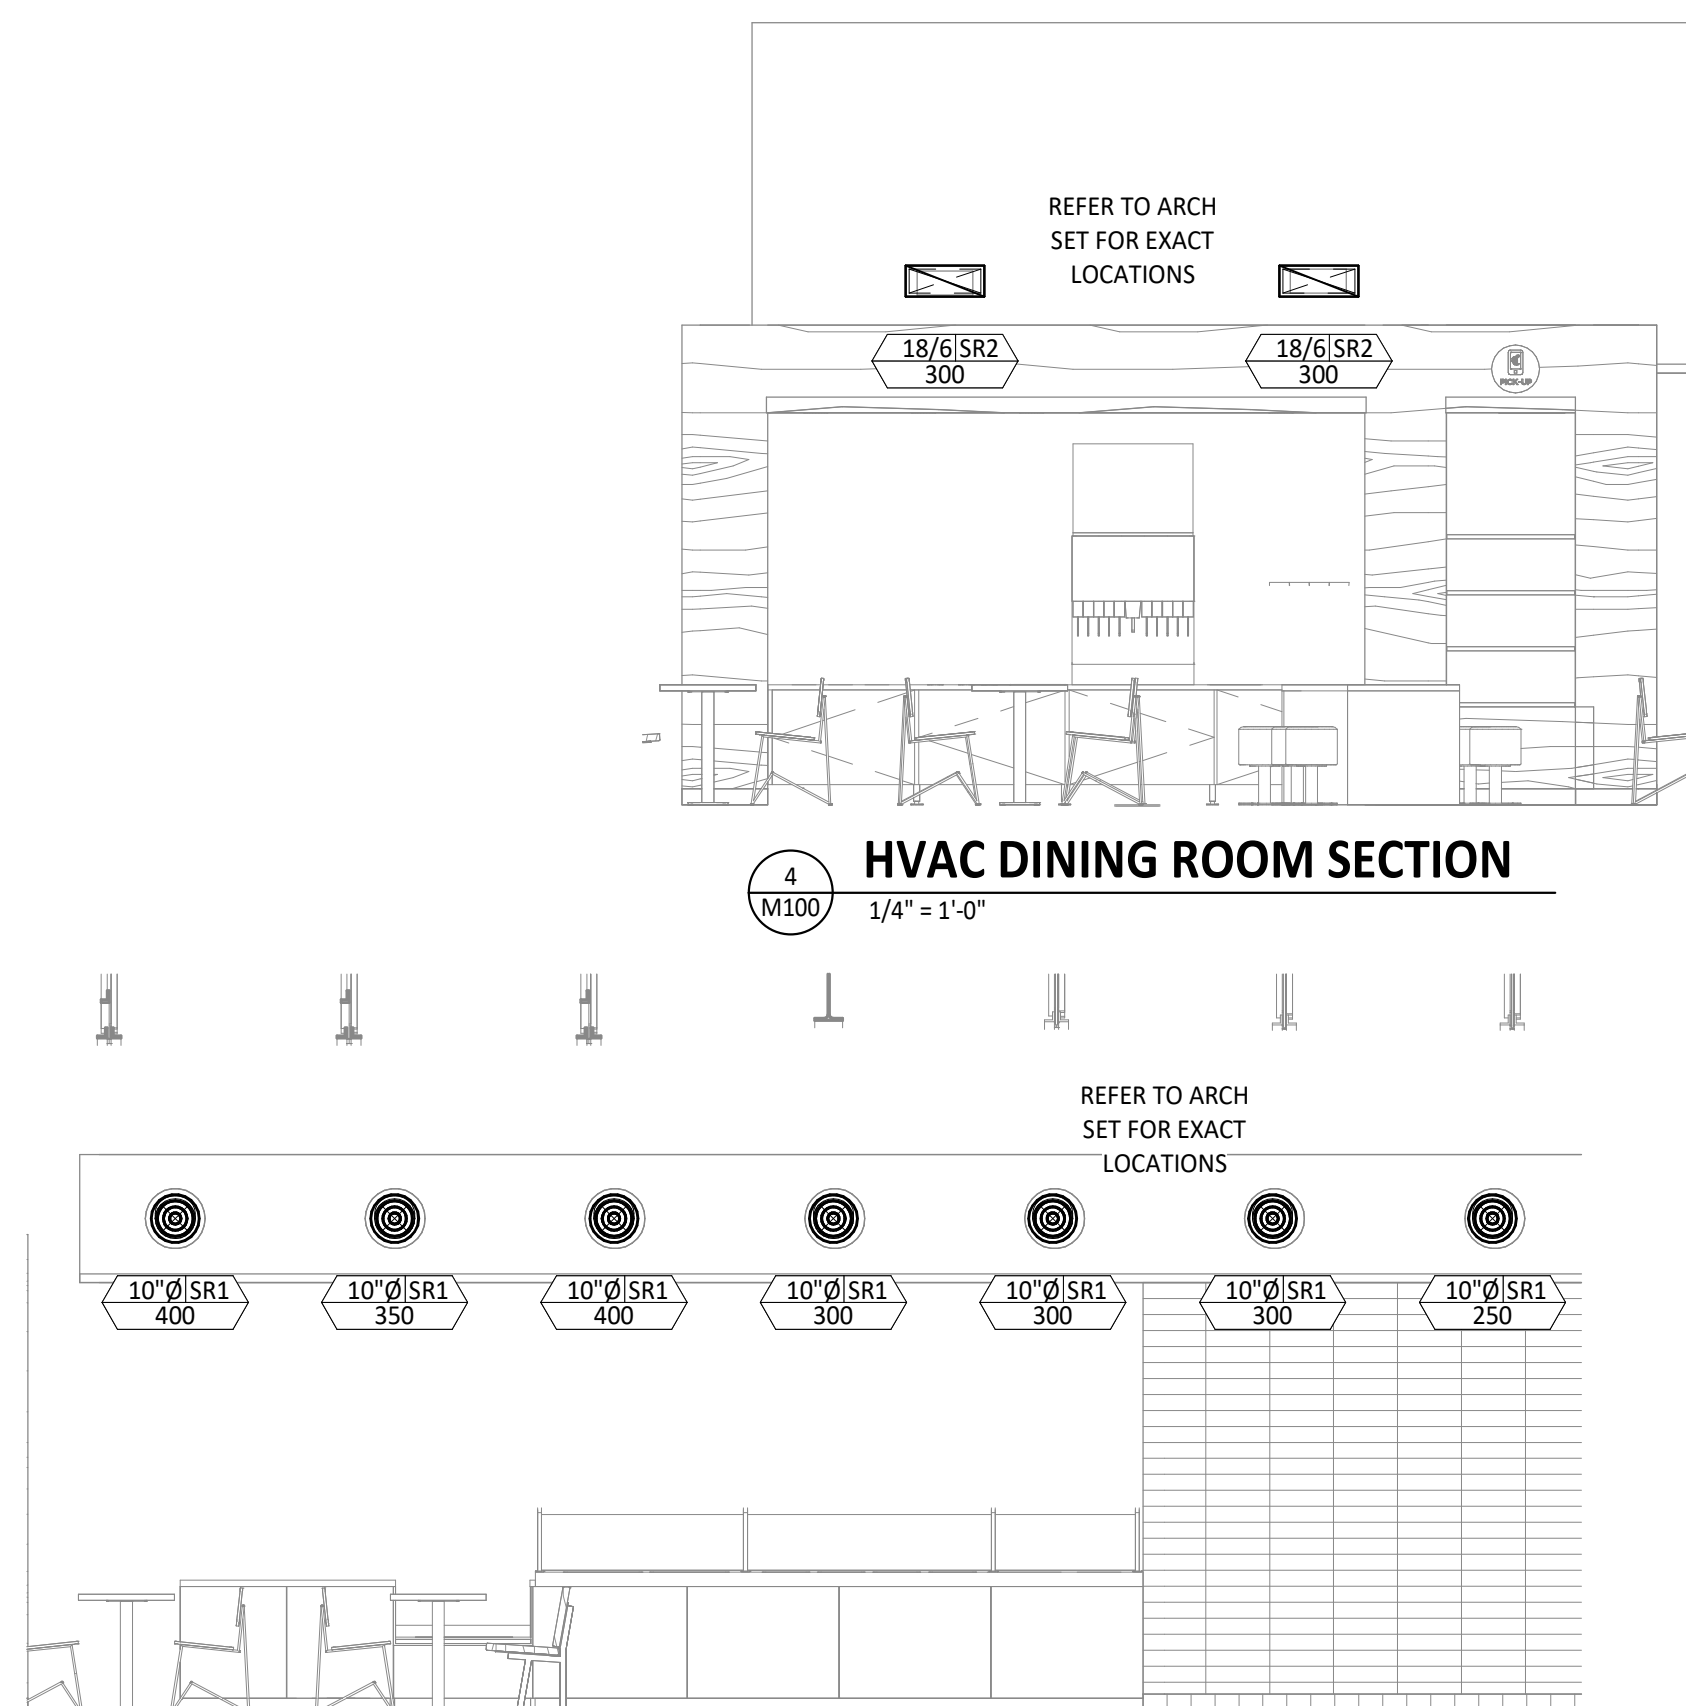 REFER TO ARCH
SET FOR EXACT
LOCATIONS
18/6 SR2
300
18/6 SR2
300
PICK-UP
4
M100
HVAC DINING ROOM SECTION
1/4" = 1'-0"
REFER TO ARCH
SET FOR EXACT
LOCATIONS
10"Ø SR1
400
10"Ø SR1
350
10"Ø SR1
400
10"Ø SR1
300
10"Ø SR1
300
10"Ø SR1
300
10"Ø SR1
250